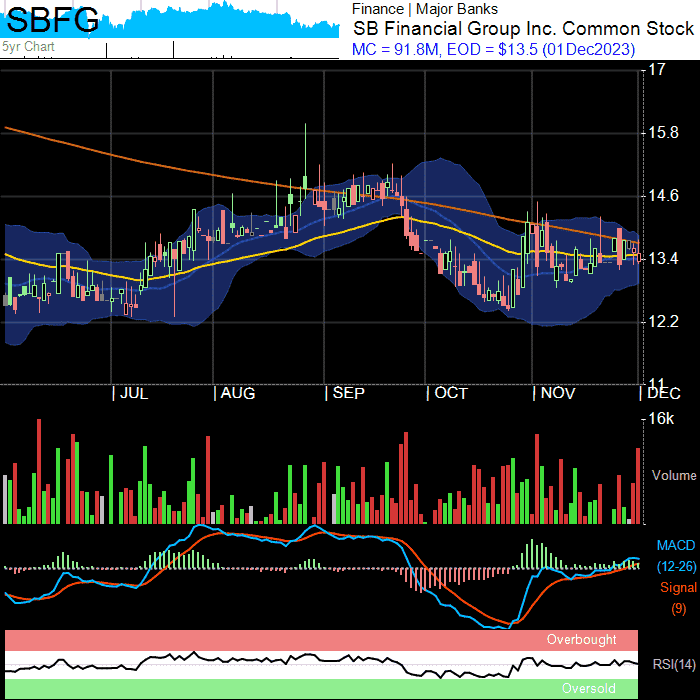 SBFG
5yr Chart
Finance | Major Banks
SB Financial Group Inc. Common Stock
MC = 91.8M, EOD = $13.5 (01Dec2023)
17
15.8
14.6
13.4
12.2
11
| JUL | AUG | SEP | OCT | NOV | DEC
16k
Volume
MACD
(12-26)
Signal
(9)
Overbought
RSI(14)
Oversold